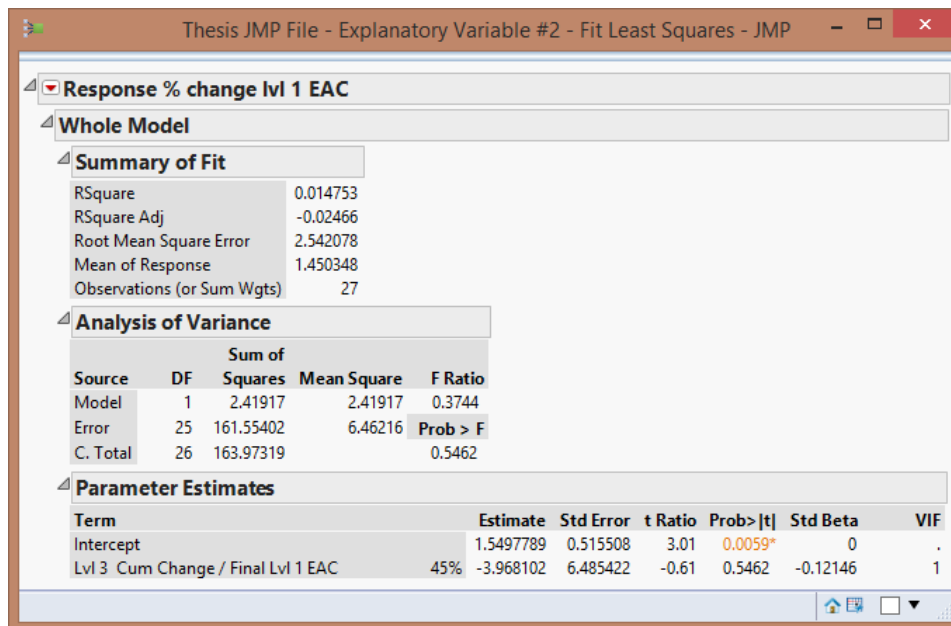 Thesis JMP File - Explanatory Variable #2 - Fit Least Squares - JMP
Response % change lvl 1 EAC
Whole Model
Summary of Fit
RSquare 0.014753
RSquare Adj -0.02466
Root Mean Square Error 2.542078
Mean of Response 1.450348
Observations (or Sum Wgts) 27
Analysis of Variance
Sum of
Source DF Squares Mean Square F Ratio
Model 1 2.41917 2.41917 0.3744
Error 25 161.55402 6.46216 Prob > F
C. Total 26 163.97319 0.5462
Parameter Estimates
Term Estimate Std Error t Ratio Prob>|t| Std Beta VIF
Intercept 1.5497789 0.515508 3.01 0.0059* 0 .
Lvl 3 Cum Change / Final Lvl 1 EAC 45% -3.968102 6.485422 -0.61 0.5462 -0.12146 1